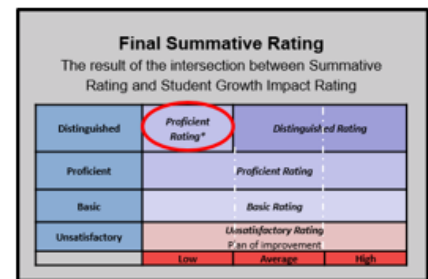 Final Summative Rating
The result of the intersection between Summative
Rating and Student Growth Impact Rating
Distinguished
Proficient
Rating*
Distinguished Rating
Proficient
Proficient Rating
Basic
Basic Rating
Unsatisfactory
Unsatisfactory Rating
Plan of improvement
Low
Average
High